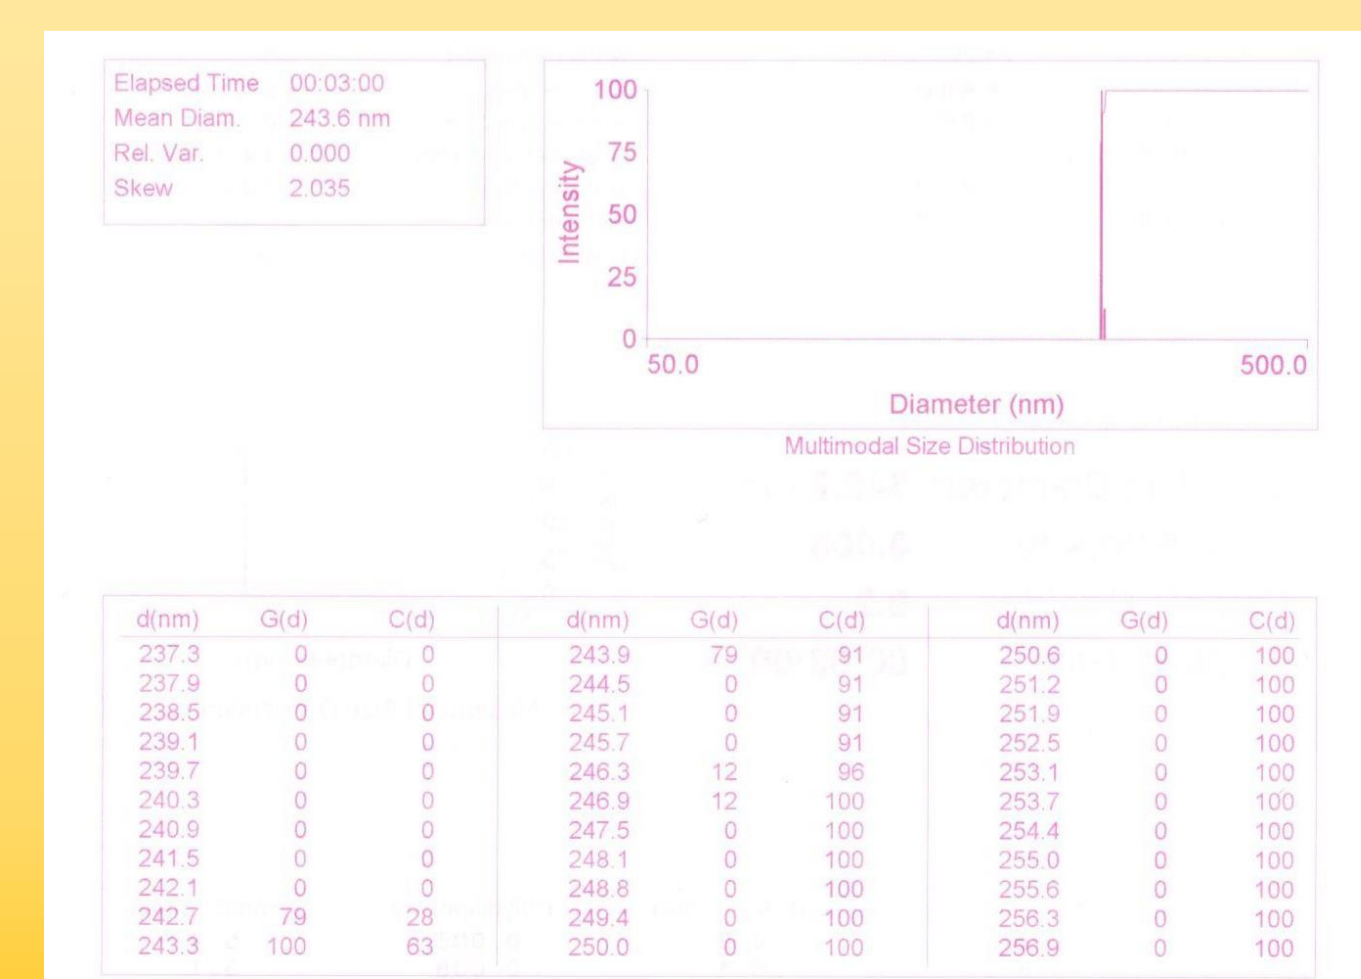 Elapsed Time 00:03:00
Mean Diam. 243.6 nm
Rel. Var. 0.000
Skew 2.035
100
75
50
25
0
Intensity
50.0 500.0
Diameter (nm)
Multimodal Size Distribution
d(nm) G(d) C(d) d(nm) G(d) C(d) d(nm) G(d) C(d)
237.3 0 0 243.9 79 91 250.6 0 100
237.9 0 0 244.5 0 91 251.2 0 100
238.5 0 0 245.1 0 91 251.9 0 100
239.1 0 0 245.7 0 91 252.5 0 100
239.7 0 0 246.3 12 96 253.1 0 100
240.3 0 0 246.9 12 100 253.7 0 100
240.9 0 0 247.5 0 100 254.4 0 100
241.5 0 0 248.1 0 100 255.0 0 100
242.1 0 0 248.8 0 100 255.6 0 100
242.7 79 28 249.4 0 100 256.3 0 100
243.3 100 63 250.0 0 100 256.9 0 100